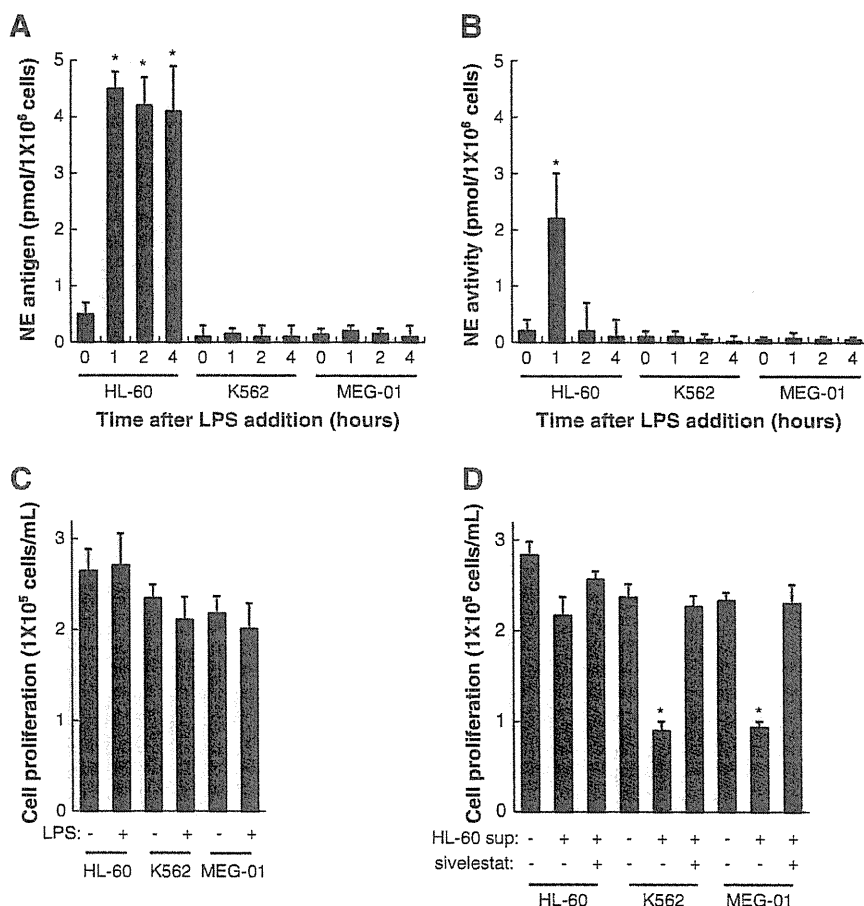 A
NE antigen (pmol/1X10⁶ cells)
5
4
3
2
1
0
* * *
0 1 2 4 0 1 2 4 0 1 2 4
HL-60 K562 MEG-01
Time after LPS addition (hours)
B
NE avtivity (pmol/1X10⁶ cells)
5
4
3
2
1
0
*
0 1 2 4 0 1 2 4 0 1 2 4
HL-60 K562 MEG-01
Time after LPS addition (hours)
C
Cell proliferation (1X10⁵ cells/mL)
3
2
1
0
LPS: - + - + - +
HL-60 K562 MEG-01
D
Cell proliferation (1X10⁵ cells/mL)
3
2
1
0
* *
HL-60 sup: - + + - + + - + +
sivelestat: - - + - - + - - +
HL-60 K562 MEG-01